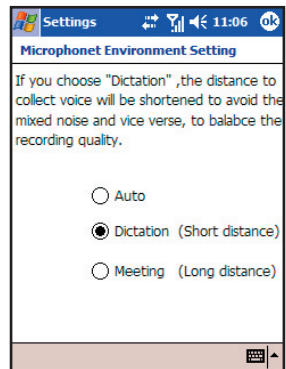 Settings 11:06 ok
Microphonet Environment Setting
If you choose "Dictation" ,the distance to
collect voice will be shortened to avoid the
mixed noise and vice verse, to balabce the
recording quality.
Auto
Dictation (Short distance)
Meeting (Long distance)